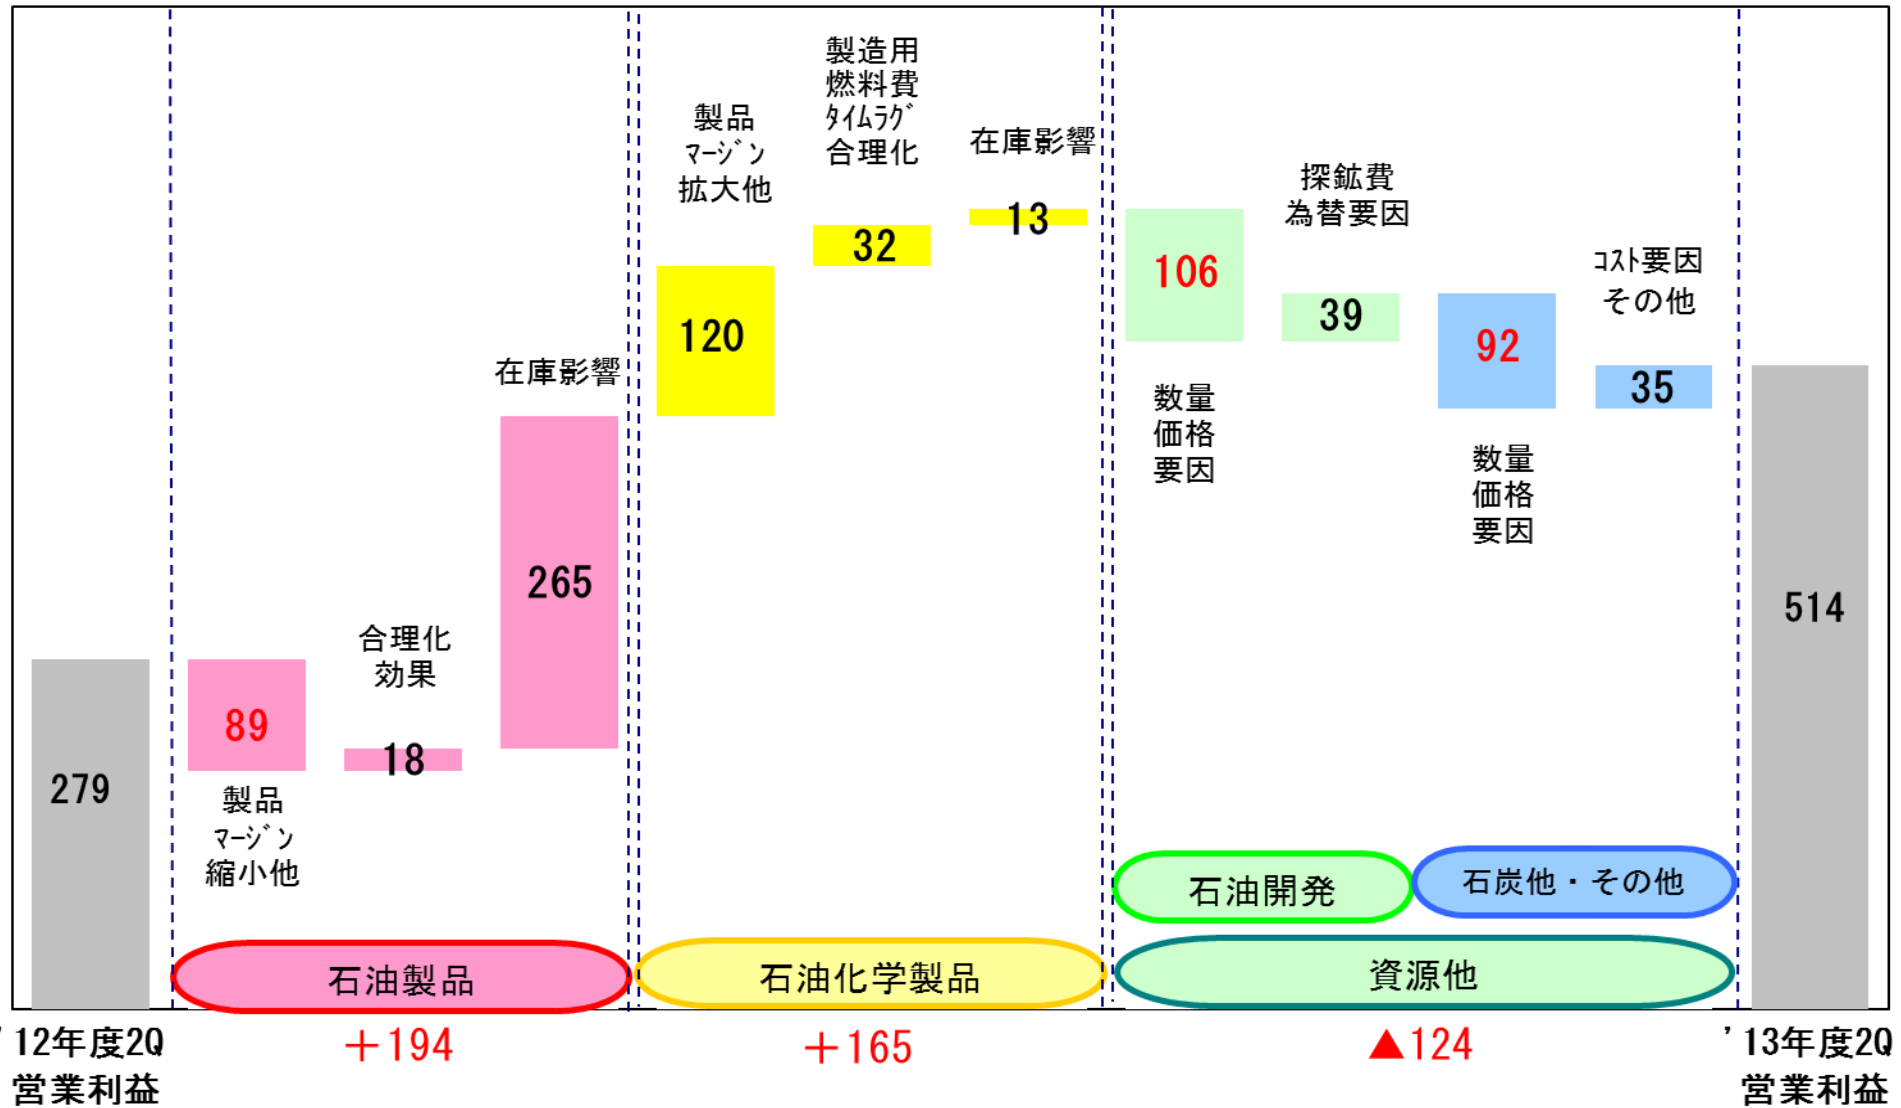 279
89
製品
ﾏｰｼﾞﾝ
縮小他
合理化
効果
18
在庫影響
265
製品
ﾏｰｼﾞﾝ
拡大他
120
製造用
燃料費
ﾀｲﾑﾗｸﾞ
合理化
32
在庫影響
13
106
数量
価格
要因
探鉱費
為替要因
39
92
数量
価格
要因
ｺｽﾄ要因
その他
35
514
石油開発
石炭他・その他
石油製品
石油化学製品
資源他
'12年度2Q
営業利益
＋194
＋165
▲124
'13年度2Q
営業利益